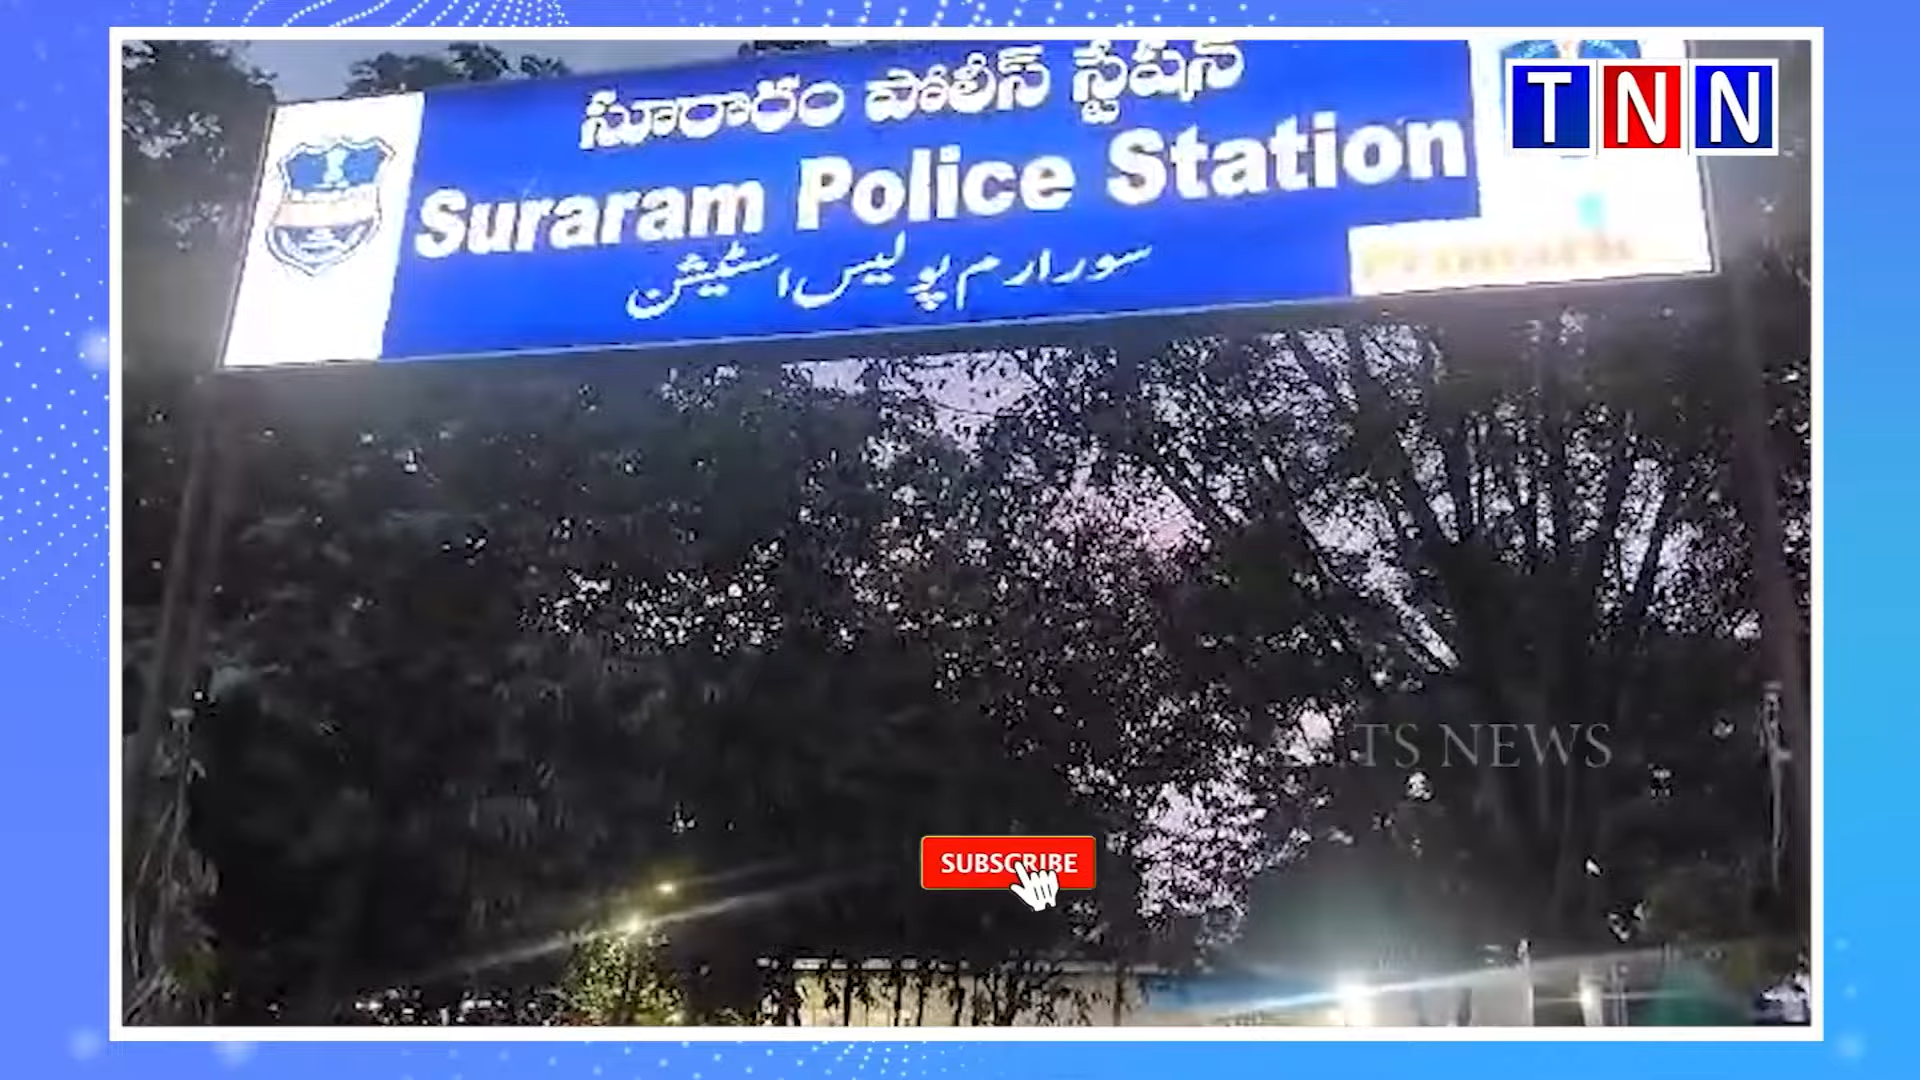 సూరారం పోలీస్ స్టేషన్
TNN
Suraram Police Station
سورارم پولیس اسٹیشن
TS NEWS
SUBSCRIBE